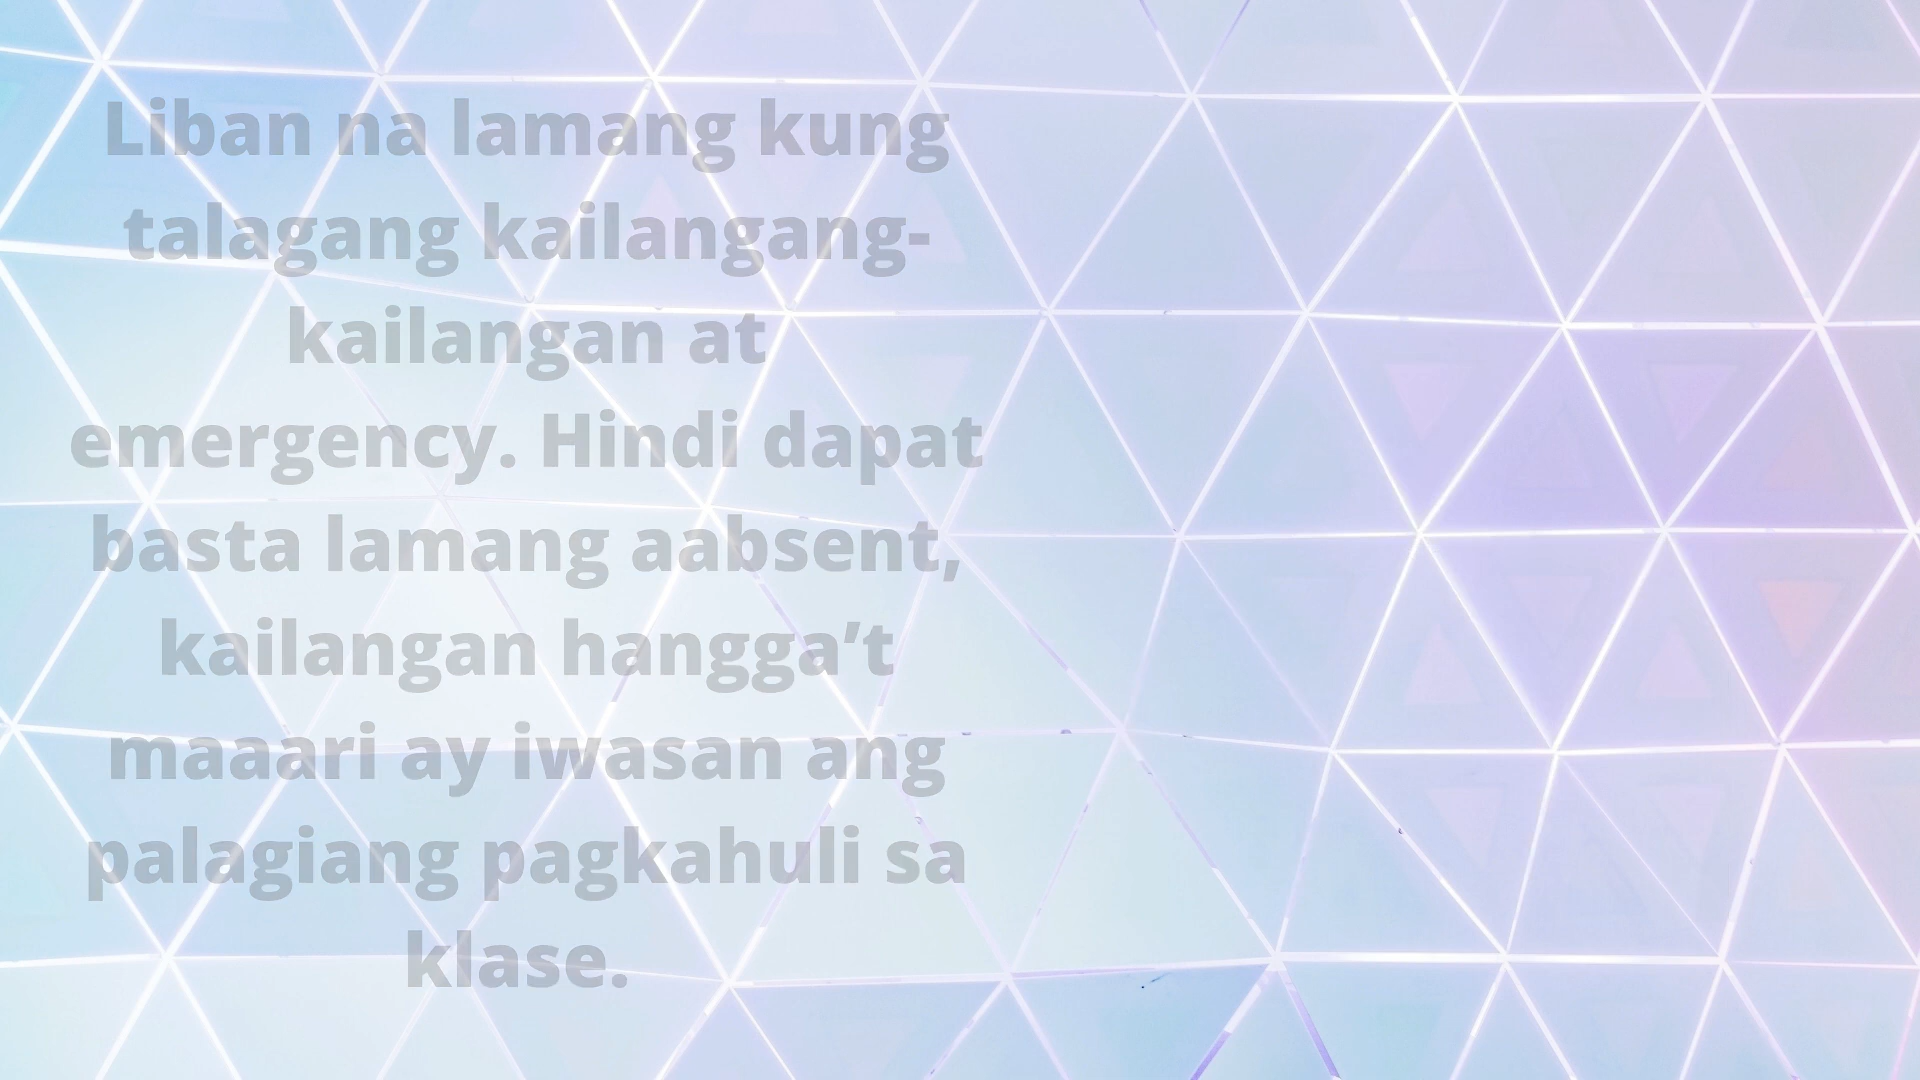 Liban na lamang kung
talagang kailangang-
kailangan at
emergency. Hindi dapat
basta lamang aabsent,
kailangan hangga’t
maaari ay iwasan ang
palagiang pagkahuli sa
klase.